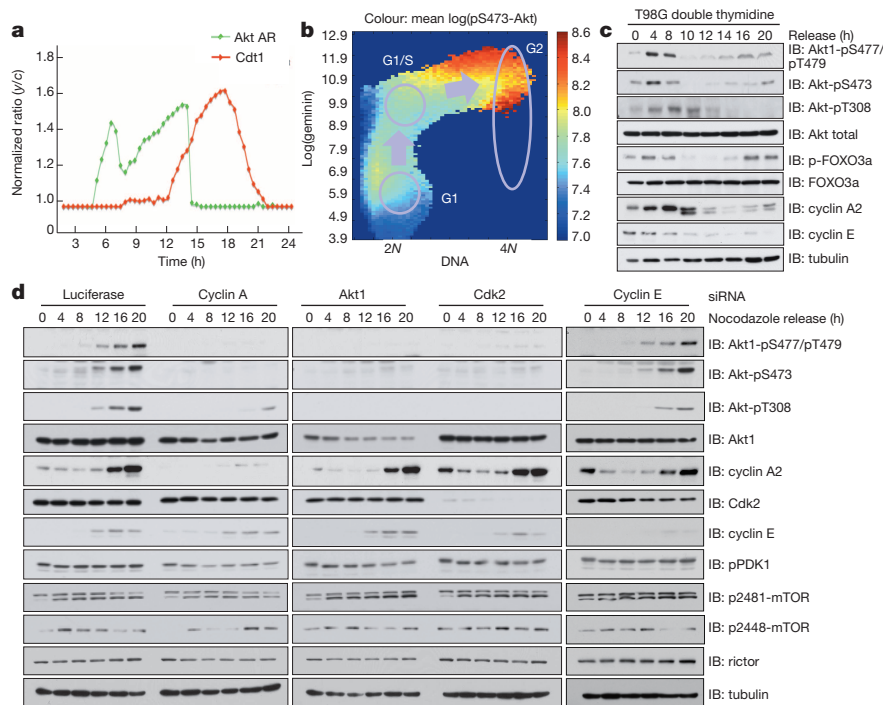 a
Akt AR
Cdt1
Normalized ratio (y/c)
1.8
1.6
1.4
1.2
1.0
0
3 6 9 12 15 18 21 24
Time (h)
b
Colour: mean log(pS473-Akt)
Log(geminin)
12.9
11.9
10.9
9.9
8.9
7.9
6.9
5.9
4.9
3.9
G1/S
G2
G1
2N 4N
DNA
8.6
8.4
8.2
8.0
7.8
7.6
7.4
7.2
7.0
c
T98G double thymidine
0 4 8 10 12 14 16 20 Release (h)
IB: Akt1-pS477/
pT479
IB: Akt-pS473
IB: Akt-pT308
IB: Akt total
IB: p-FOXO3a
IB: FOXO3a
IB: cyclin A2
IB: cyclin E
IB: tubulin
d
Luciferase Cyclin A Akt1 Cdk2 Cyclin E siRNA
0 4 8 12 16 20 0 4 8 12 16 20 0 4 8 12 16 20 0 4 8 12 16 20 0 4 8 12 16 20 Nocodazole release (h)
IB: Akt1-pS477/pT479
IB: Akt-pS473
IB: Akt-pT308
IB: Akt1
IB: cyclin A2
IB: Cdk2
IB: cyclin E
IB: pPDK1
IB: p2481-mTOR
IB: p2448-mTOR
IB: rictor
IB: tubulin